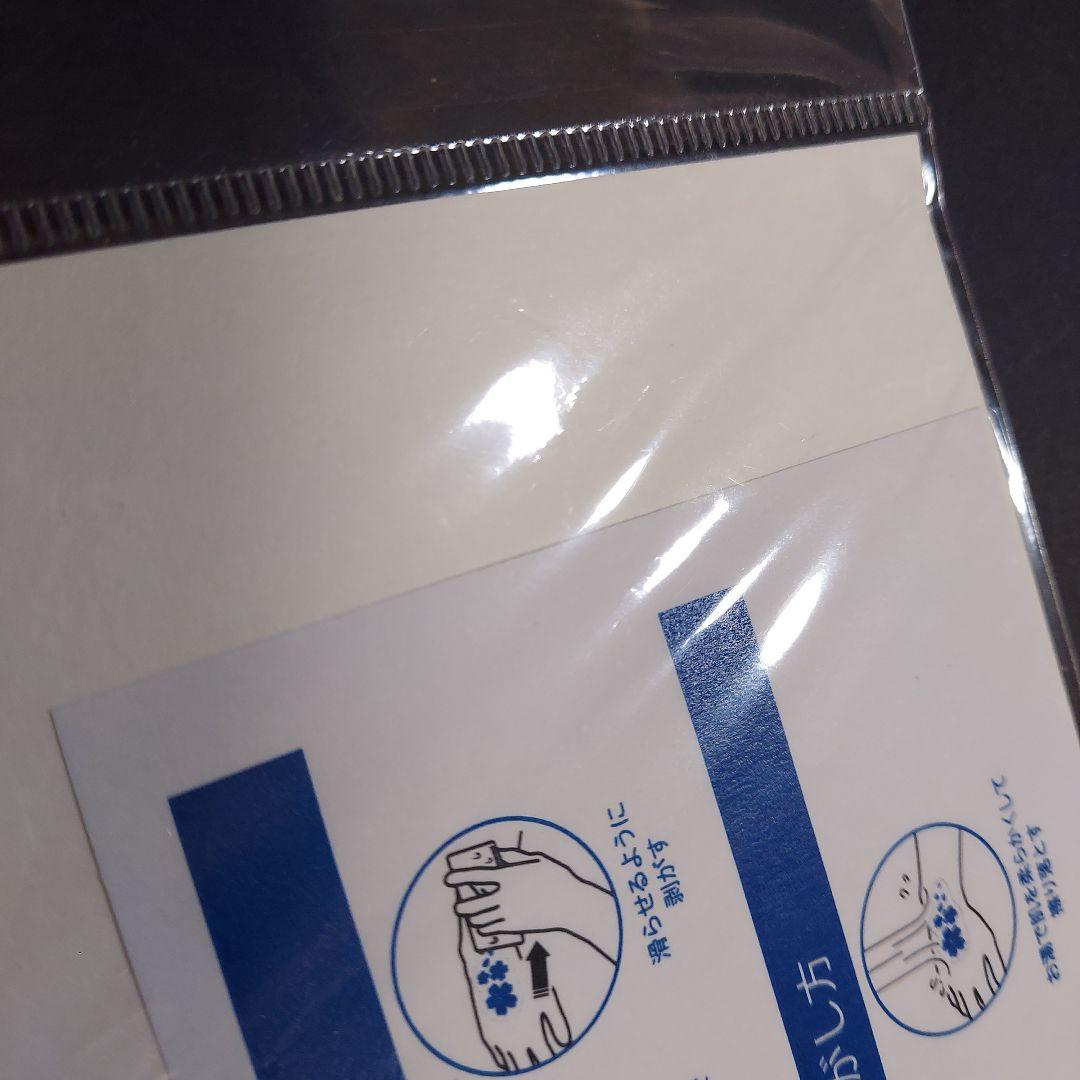 滑らせるように
剥がす
がし方
お湯で肌を柔らかくして
擦り落とす